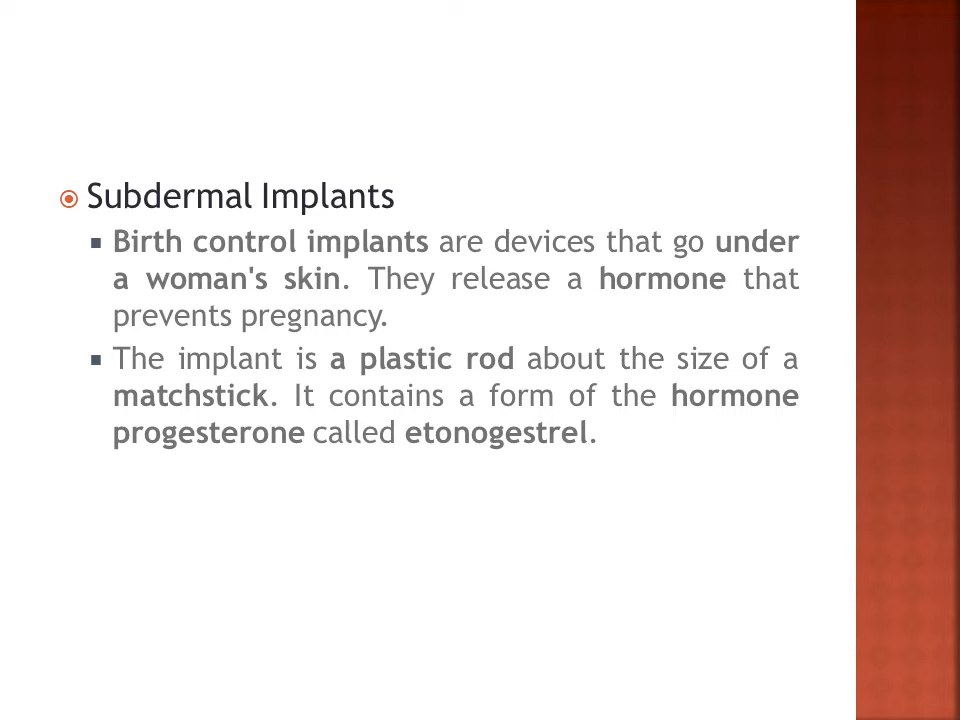 Subdermal Implants
Birth control implants are devices that go under
a woman's skin. They release a hormone that
prevents pregnancy.
The implant is a plastic rod about the size of a
matchstick. It contains a form of the hormone
progesterone called etonogestrel.